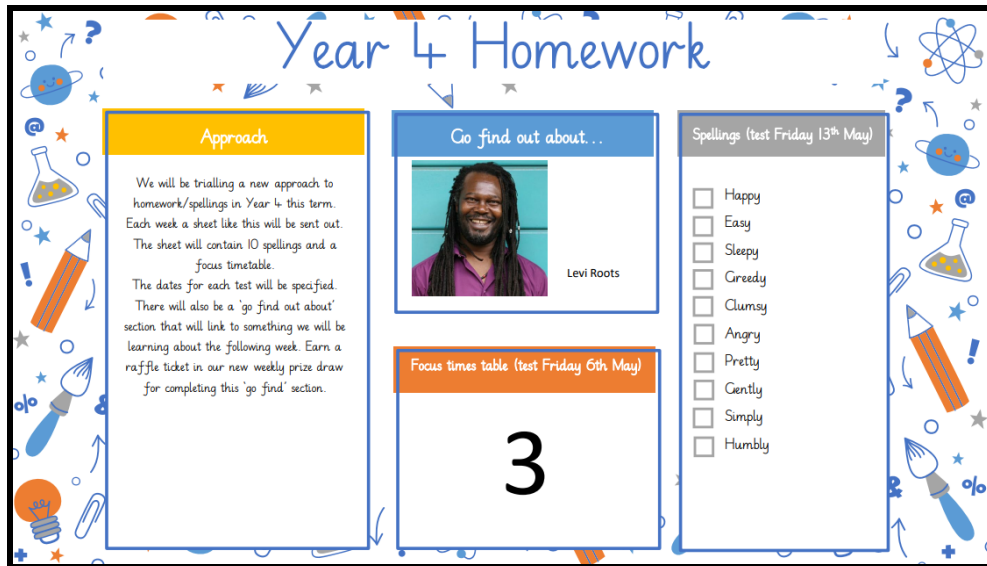 Year 4 Homework
Approach
We will be trialling a new approach to
homework/spellings in Year 4 this term.
Each week a sheet like this will be sent out.
The sheet will contain 10 spellings and a
focus timetable.
The dates for each test will be specified.
There will also be a 'go find out about'
section that will link to something we will be
learning about the following week. Earn a
raffle ticket in our new weekly prize draw
for completing this 'go find' section.
Go find out about...
Levi Roots
Focus times table (test Friday 6th May)
3
Spellings (test Friday 13th May)
Happy
Easy
Sleepy
Greedy
Clumsy
Angry
Pretty
Gently
Simply
Humbly